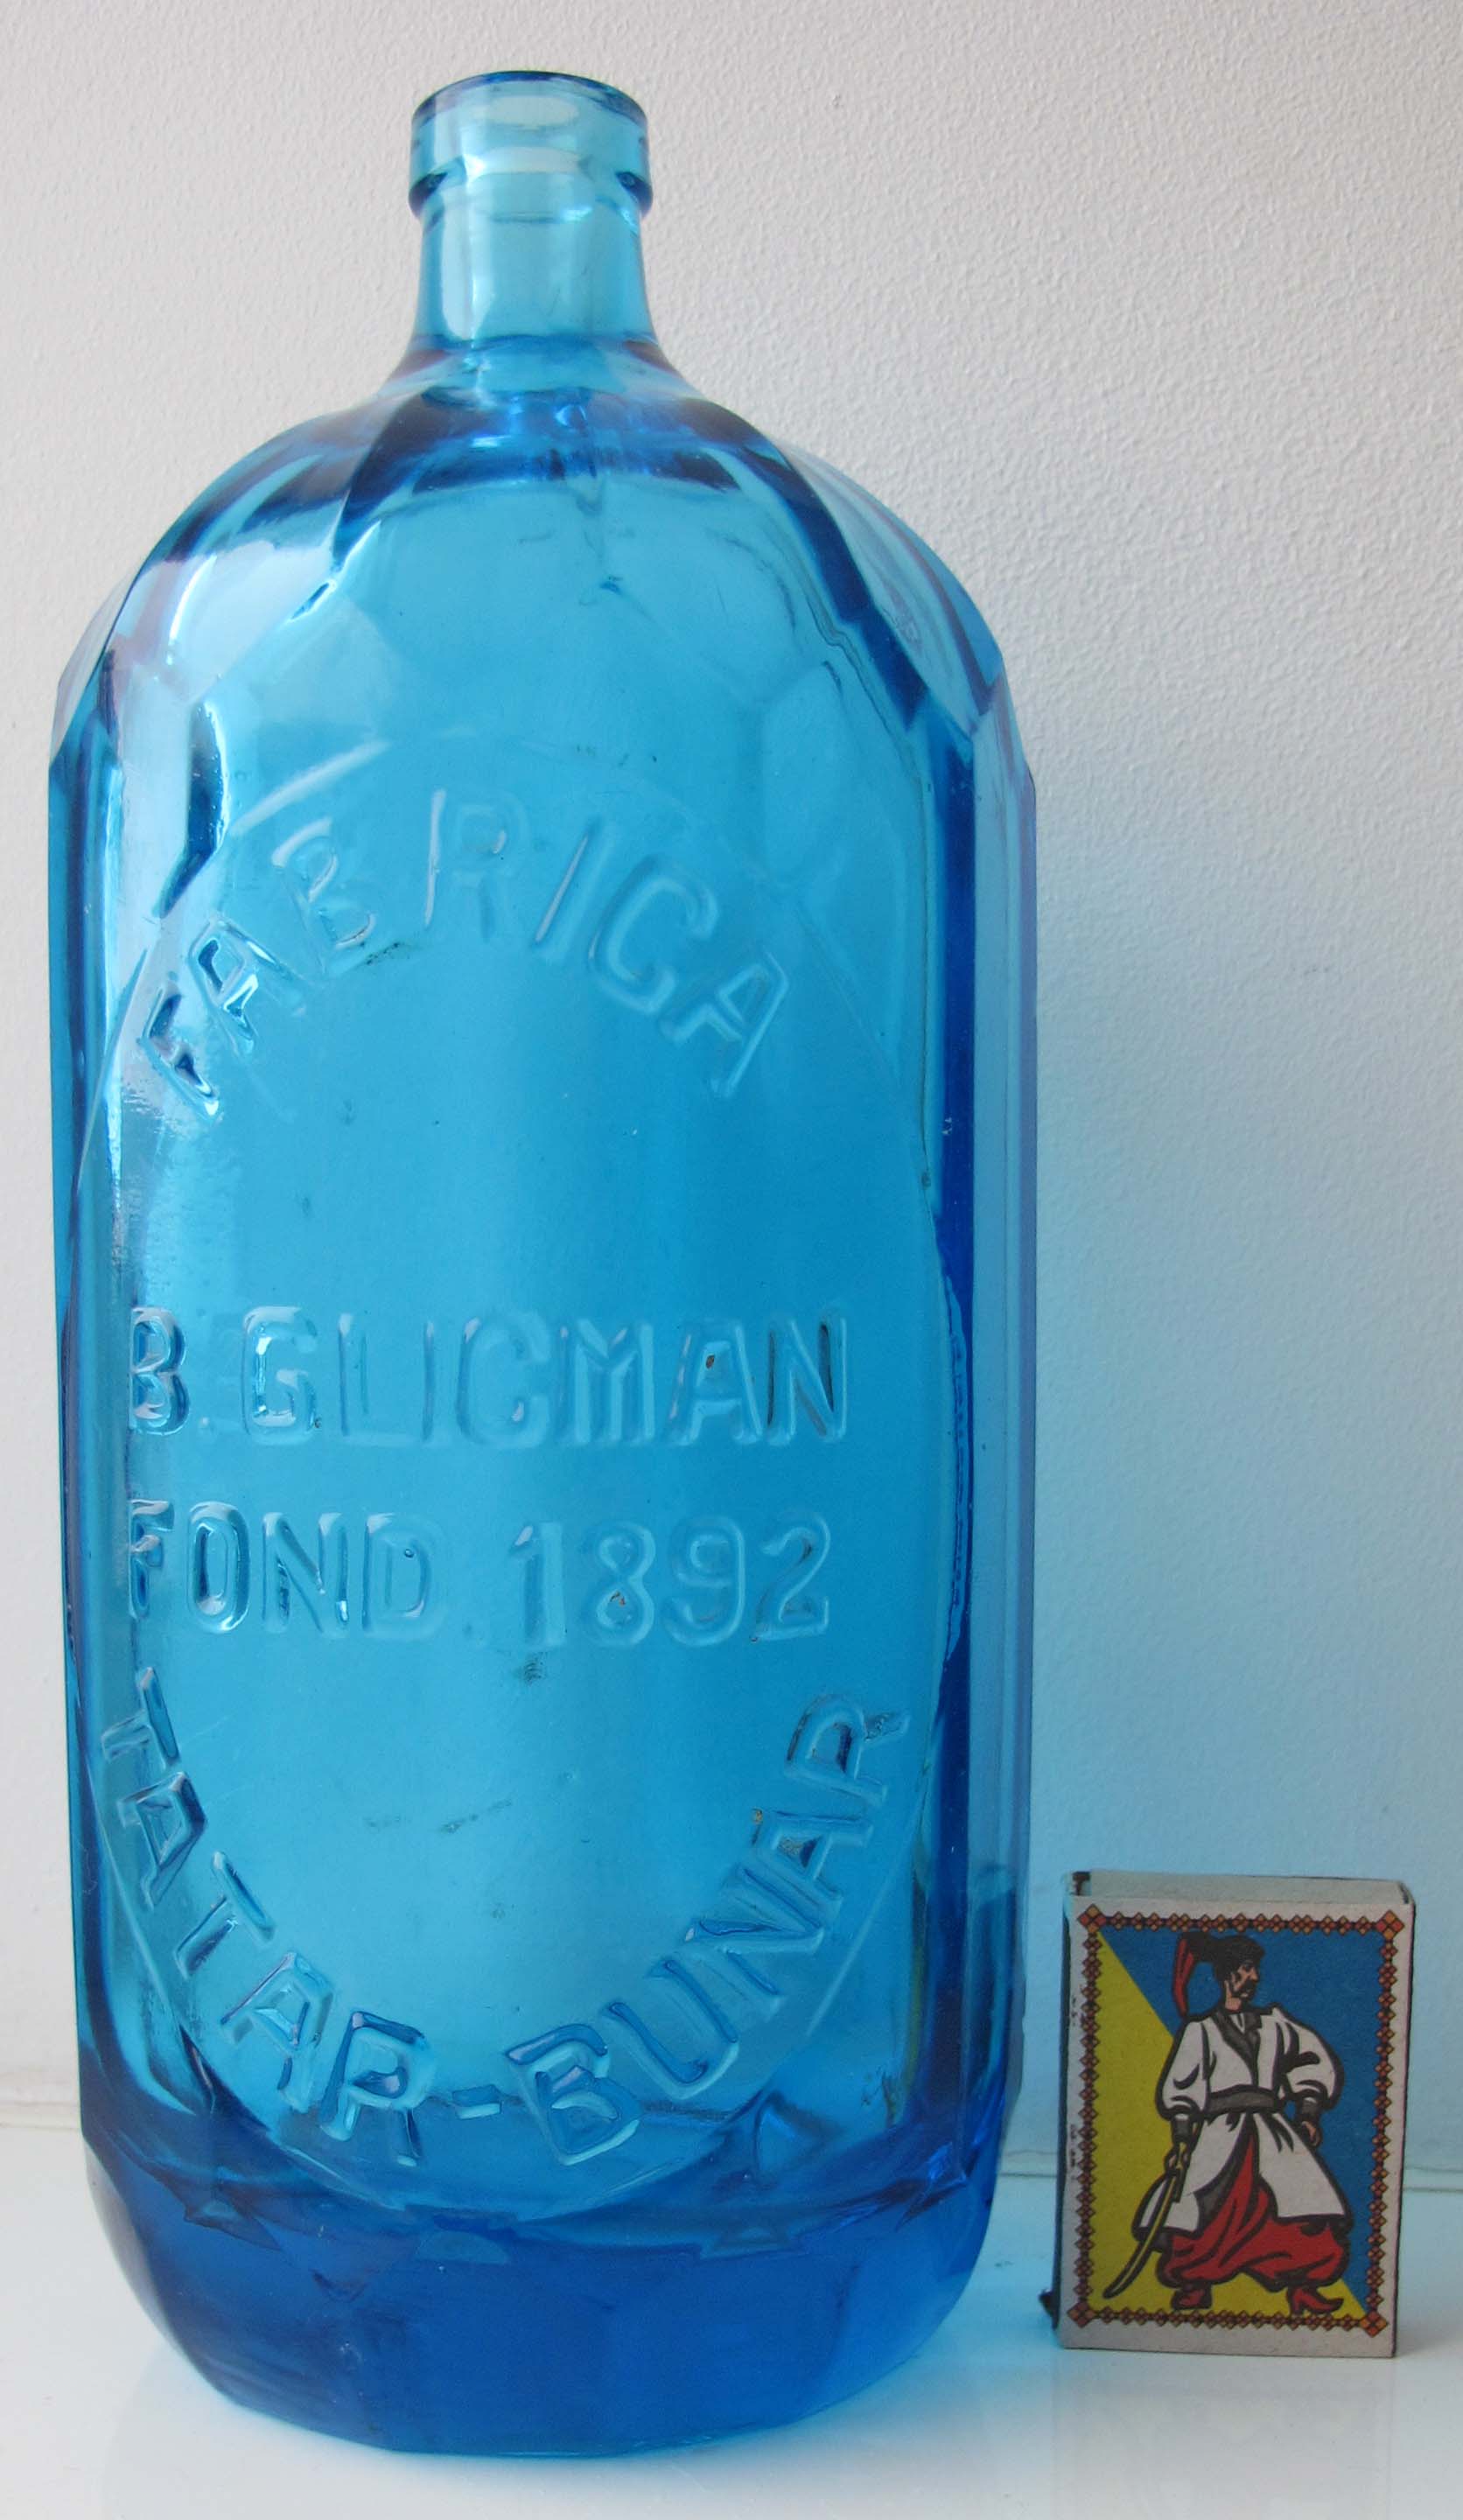 FABRICA
B. GLICMAN
FOND. 1892
TATAR-BUNAR